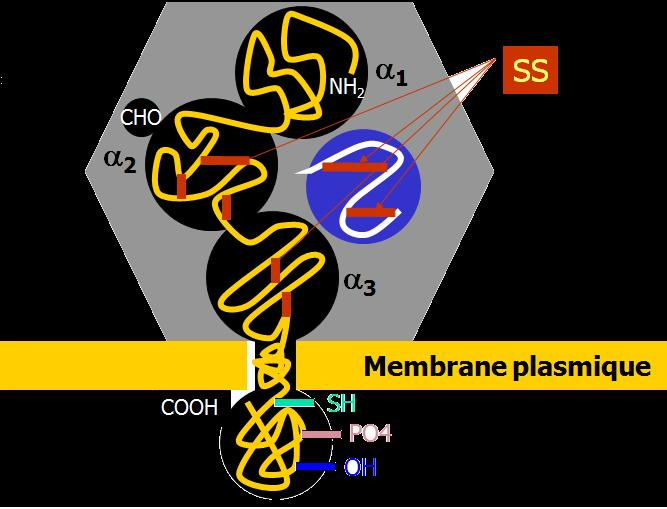 SS
α1
NH2
CHO
α2
α3
Membrane plasmique
COOH
SH
PO4
OH